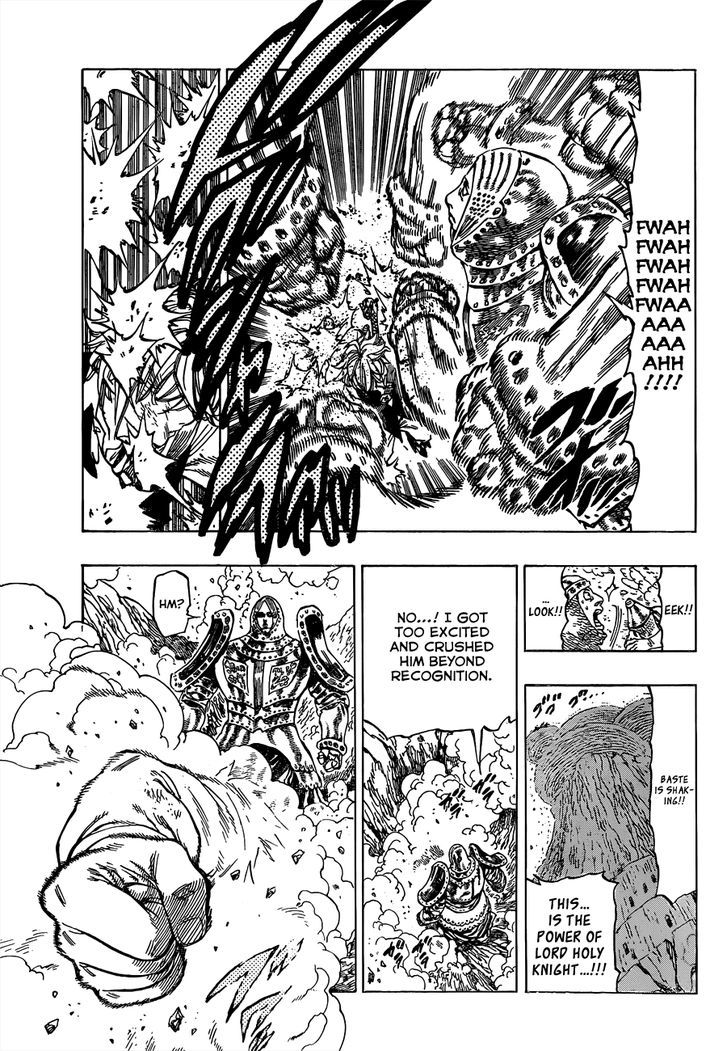 FWAH
FWAH
FWAH
FWAH
FWAA
AAA
AAA
AHH
!!!!
EEK!!
...LOOK!!
BASTE
IS SHAK-
ING!!
THIS...
IS THE
POWER OF
LORD HOLY
KNIGHT...!!!
NO...! I GOT
TOO EXCITED
AND CRUSHED
HIM BEYOND
RECOGNITION.
HM?